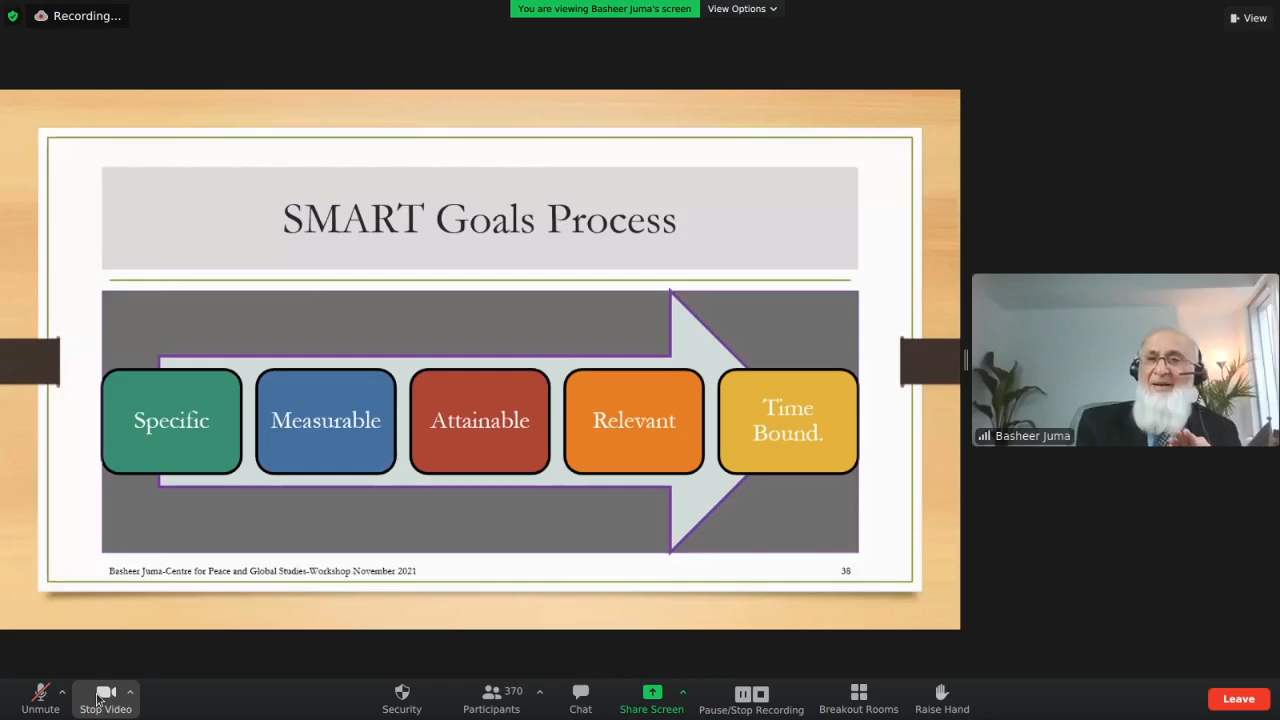 Recording...
You are viewing Basheer Juma's screen
View Options
View
SMART Goals Process
Specific
Measurable
Attainable
Relevant
Time
Bound.
Basheer Juma-Centre for Peace and Global Studies-Workshop November 2021
38
Basheer Juma
Unmute
Stop Video
Security
Participants
370
Chat
Share Screen
Pause/Stop Recording
Breakout Rooms
Raise Hand
Leave